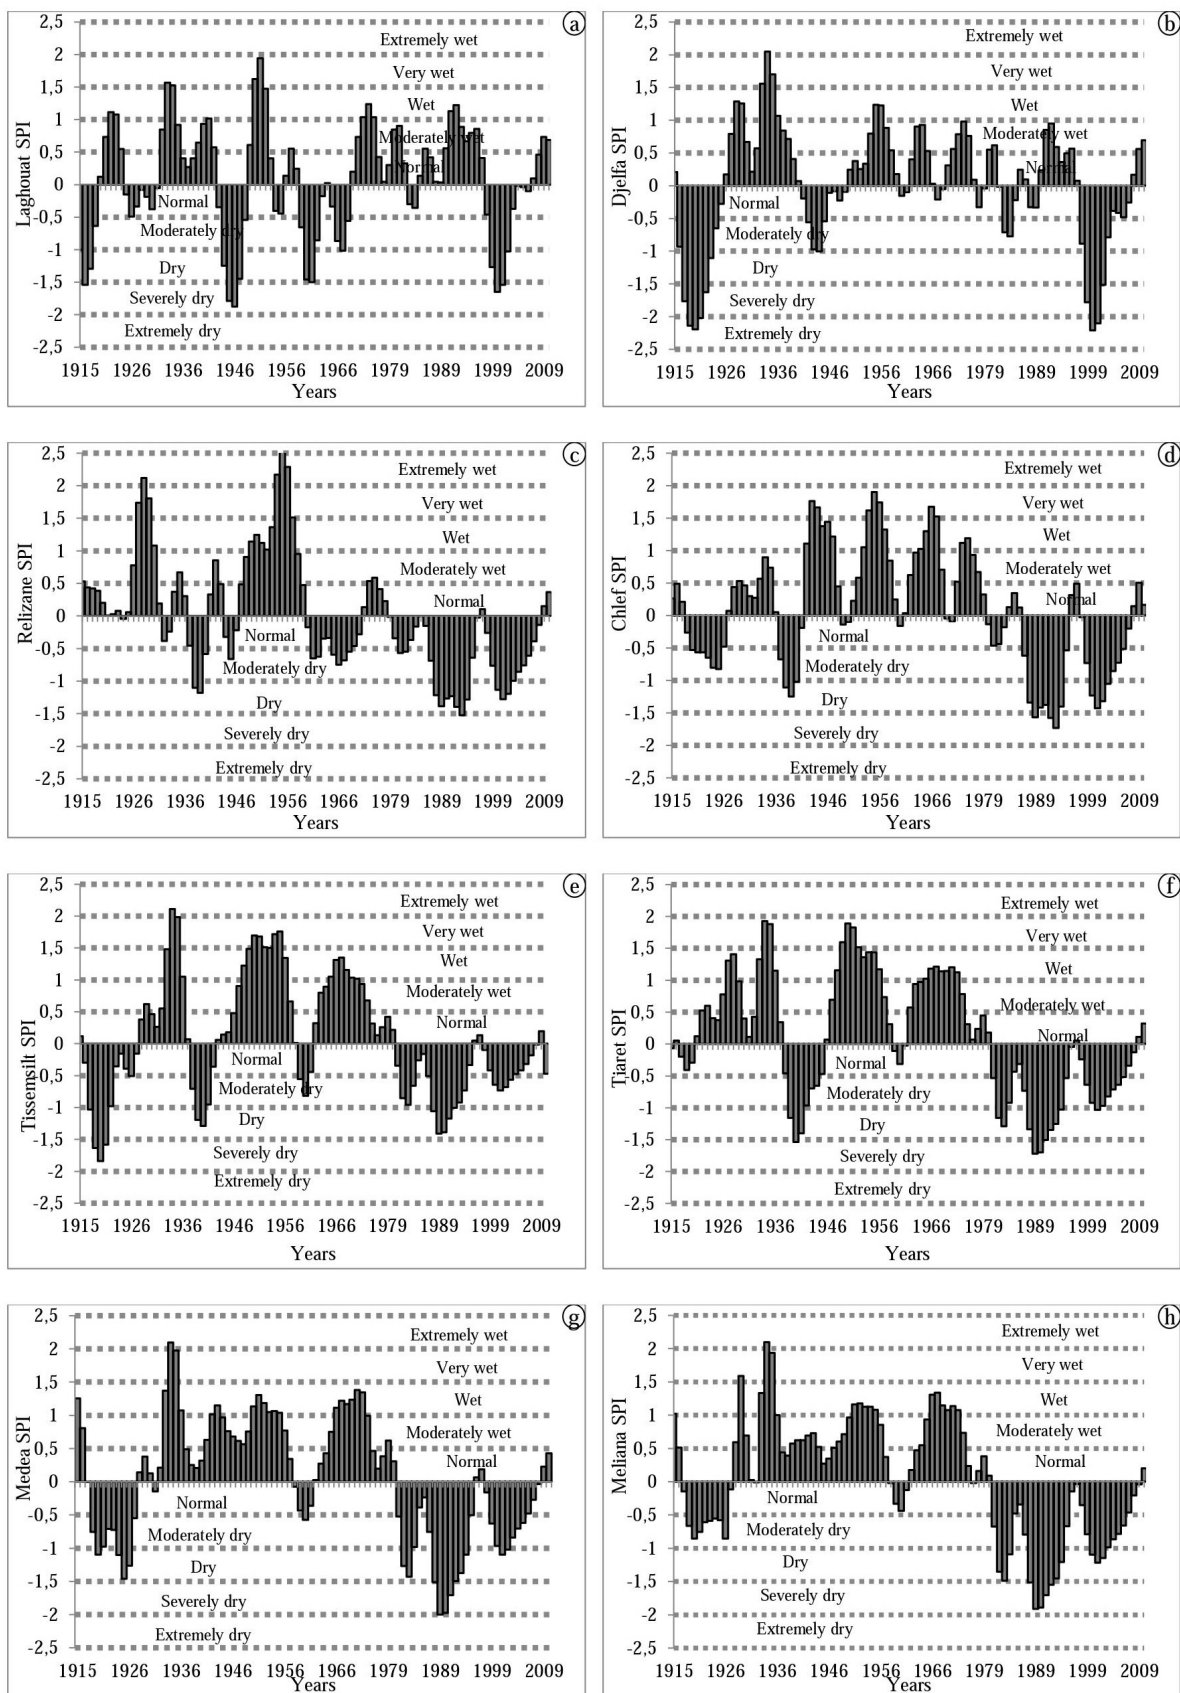 a
Laghouat SPI
2,5
2
1,5
1
0,5
0
-0,5
-1
-1,5
-2
-2,5
Extremely wet
Very wet
Wet
Moderately wet
Normal
Normal
Moderately dry
Dry
Severely dry
Extremely dry
1915 1926 1936 1946 1956 1966 1979 1989 1999 2009
Years
b
Djelfa SPI
2,5
2
1,5
1
0,5
0
-0,5
-1
-1,5
-2
-2,5
Extremely wet
Very wet
Wet
Moderately wet
Normal
Normal
Moderately dry
Dry
Severely dry
Extremely dry
1915 1926 1936 1946 1956 1966 1979 1989 1999 2009
Years
c
Relizane SPI
2,5
2
1,5
1
0,5
0
-0,5
-1
-1,5
-2
-2,5
Extremely wet
Very wet
Wet
Moderately wet
Normal
Normal
Moderately dry
Dry
Severely dry
Extremely dry
1915 1926 1936 1946 1956 1966 1979 1989 1999 2009
Years
d
Chlef SPI
2,5
2
1,5
1
0,5
0
-0,5
-1
-1,5
-2
-2,5
Extremely wet
Very wet
Wet
Moderately wet
Normal
Normal
Moderately dry
Dry
Severely dry
Extremely dry
1915 1926 1936 1946 1956 1966 1979 1989 1999 2009
Years
e
Tissemsilt SPI
2,5
2
1,5
1
0,5
0
-0,5
-1
-1,5
-2
-2,5
Extremely wet
Very wet
Wet
Moderately wet
Normal
Normal
Moderately dry
Dry
Severely dry
Extremely dry
1915 1926 1936 1946 1956 1966 1979 1989 1999 2009
Years
f
Tiaret SPI
2,5
2
1,5
1
0,5
0
-0,5
-1
-1,5
-2
-2,5
Extremely wet
Very wet
Wet
Moderately wet
Normal
Normal
Moderately dry
Dry
Severely dry
Extremely dry
1915 1926 1936 1946 1956 1966 1979 1989 1999 2009
Years
g
Medea SPI
2,5
2
1,5
1
0,5
0
-0,5
-1
-1,5
-2
-2,5
Extremely wet
Very wet
Wet
Moderately wet
Normal
Normal
Moderately dry
Dry
Severely dry
Extremely dry
1915 1926 1936 1946 1956 1966 1979 1989 1999 2009
Years
h
Meliana SPI
2,5
2
1,5
1
0,5
0
-0,5
-1
-1,5
-2
-2,5
Extremely wet
Very wet
Wet
Moderately wet
Normal
Normal
Moderately dry
Dry
Severely dry
Extremely dry
1915 1926 1936 1946 1956 1966 1979 1989 1999 2009
Years